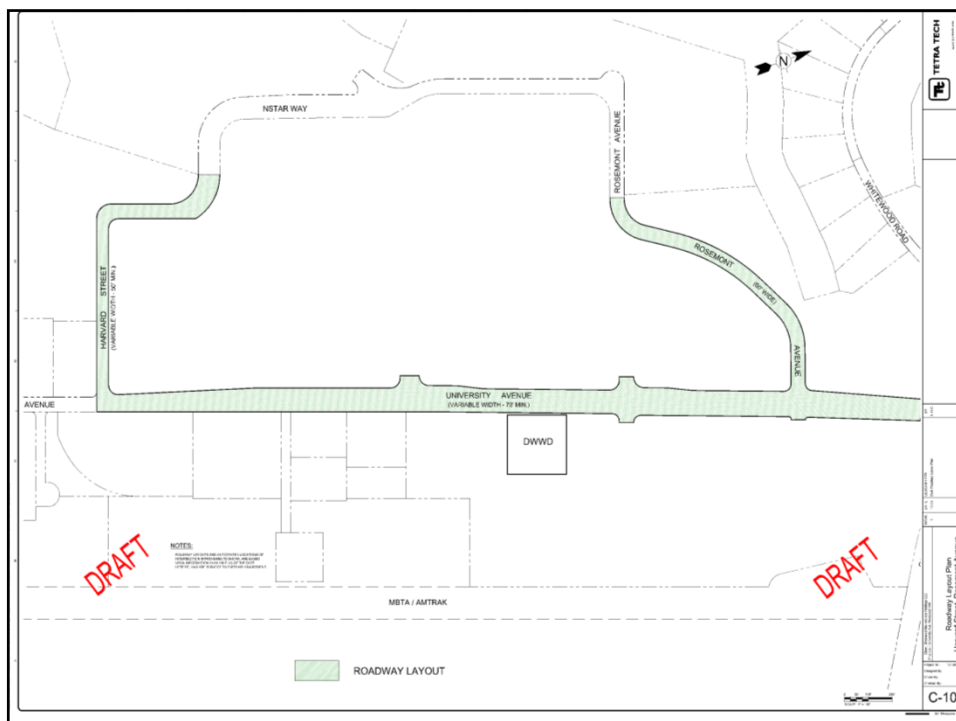 NSTAR WAY
ROSEMONT AVENUE
N
WHITEWOOD ROAD
TETRA TECH
HARVARD STREET
(VARIABLE WIDTH - 50' MIN.)
ROSEMONT
(60' WIDE)
AVENUE
AVENUE
UNIVERSITY AVENUE
(VARIABLE WIDTH - 70' MIN.)
DWWD
NOTES:
DRAFT
DRAFT
MBTA / AMTRAK
ROADWAY LAYOUT
Roadway Layout Plan
C-10